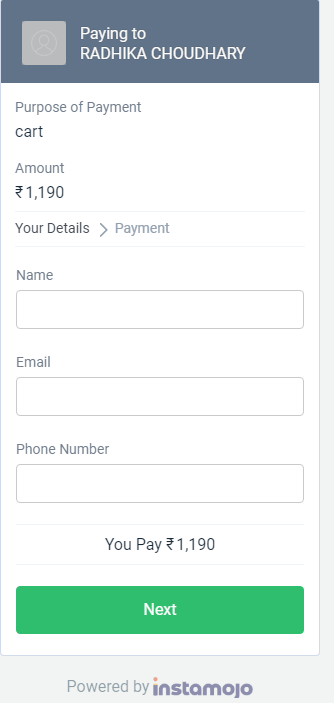 Paying to
RADHIKA CHOUDHARY
Purpose of Payment
cart
Amount
₹1,190
Your Details > Payment
Name
Email
Phone Number
You Pay ₹1,190
Next
Powered by instamojo